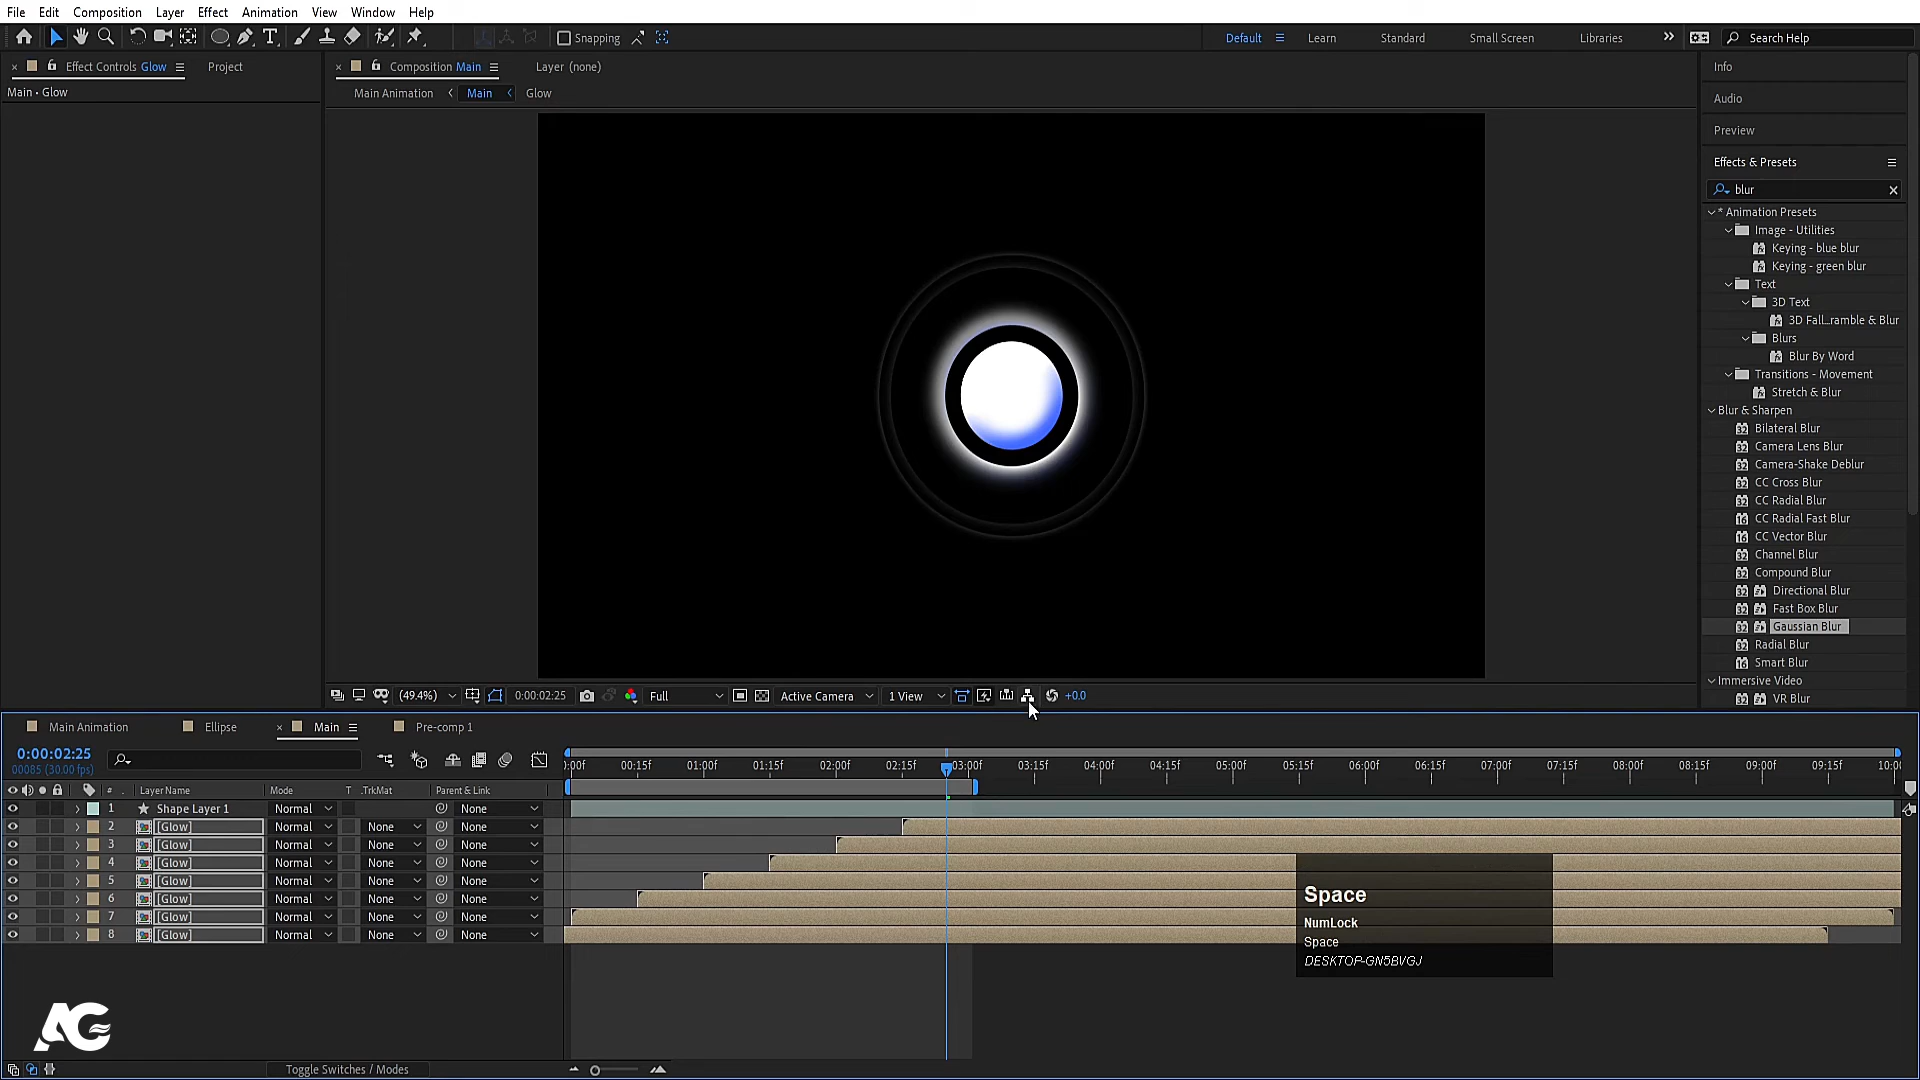 File Edit Composition Layer Effect Animation View Window Help
Snapping Default Learn Standard Small Screen Libraries Search Help
Effect Controls Glow Project
Composition Main Layer (none)
Info
Main • Glow
Main Animation Main Glow
Audio
Preview
Effects & Presets
blur
* Animation Presets
Image - Utilities
Keying - blue blur
Keying - green blur
Text
3D Text
3D Fall...ramble & Blur
Blurs
Blur By Word
Transitions - Movement
Stretch & Blur
Blur & Sharpen
Bilateral Blur
Camera Lens Blur
Camera-Shake Deblur
CC Cross Blur
CC Radial Blur
CC Radial Fast Blur
CC Vector Blur
Channel Blur
Compound Blur
Directional Blur
Fast Box Blur
Gaussian Blur
Radial Blur
Smart Blur
Immersive Video
VR Blur
(49.4%) 0:00:02:25 Full Active Camera 1 View +0.0
Main Animation Ellipse Main Pre-comp 1
0:00:02:25
00085 (30.00 fps)
:00f 00:15f 01:00f 01:15f 02:00f 02:15f 03:00f 03:15f 04:00f 04:15f 05:00f 05:15f 06:00f 06:15f 07:00f 07:15f 08:00f 08:15f 09:00f 09:15f 10:00
# Layer Name Mode T .TrkMat Parent & Link
1 Shape Layer 1 Normal None
2 [Glow] Normal None None
3 [Glow] Normal None None
4 [Glow] Normal None None
5 [Glow] Normal None None
6 [Glow] Normal None None
7 [Glow] Normal None None
8 [Glow] Normal None None
Space
NumLock
Space
DESKTOP-GN5BVGJ
AG
Toggle Switches / Modes